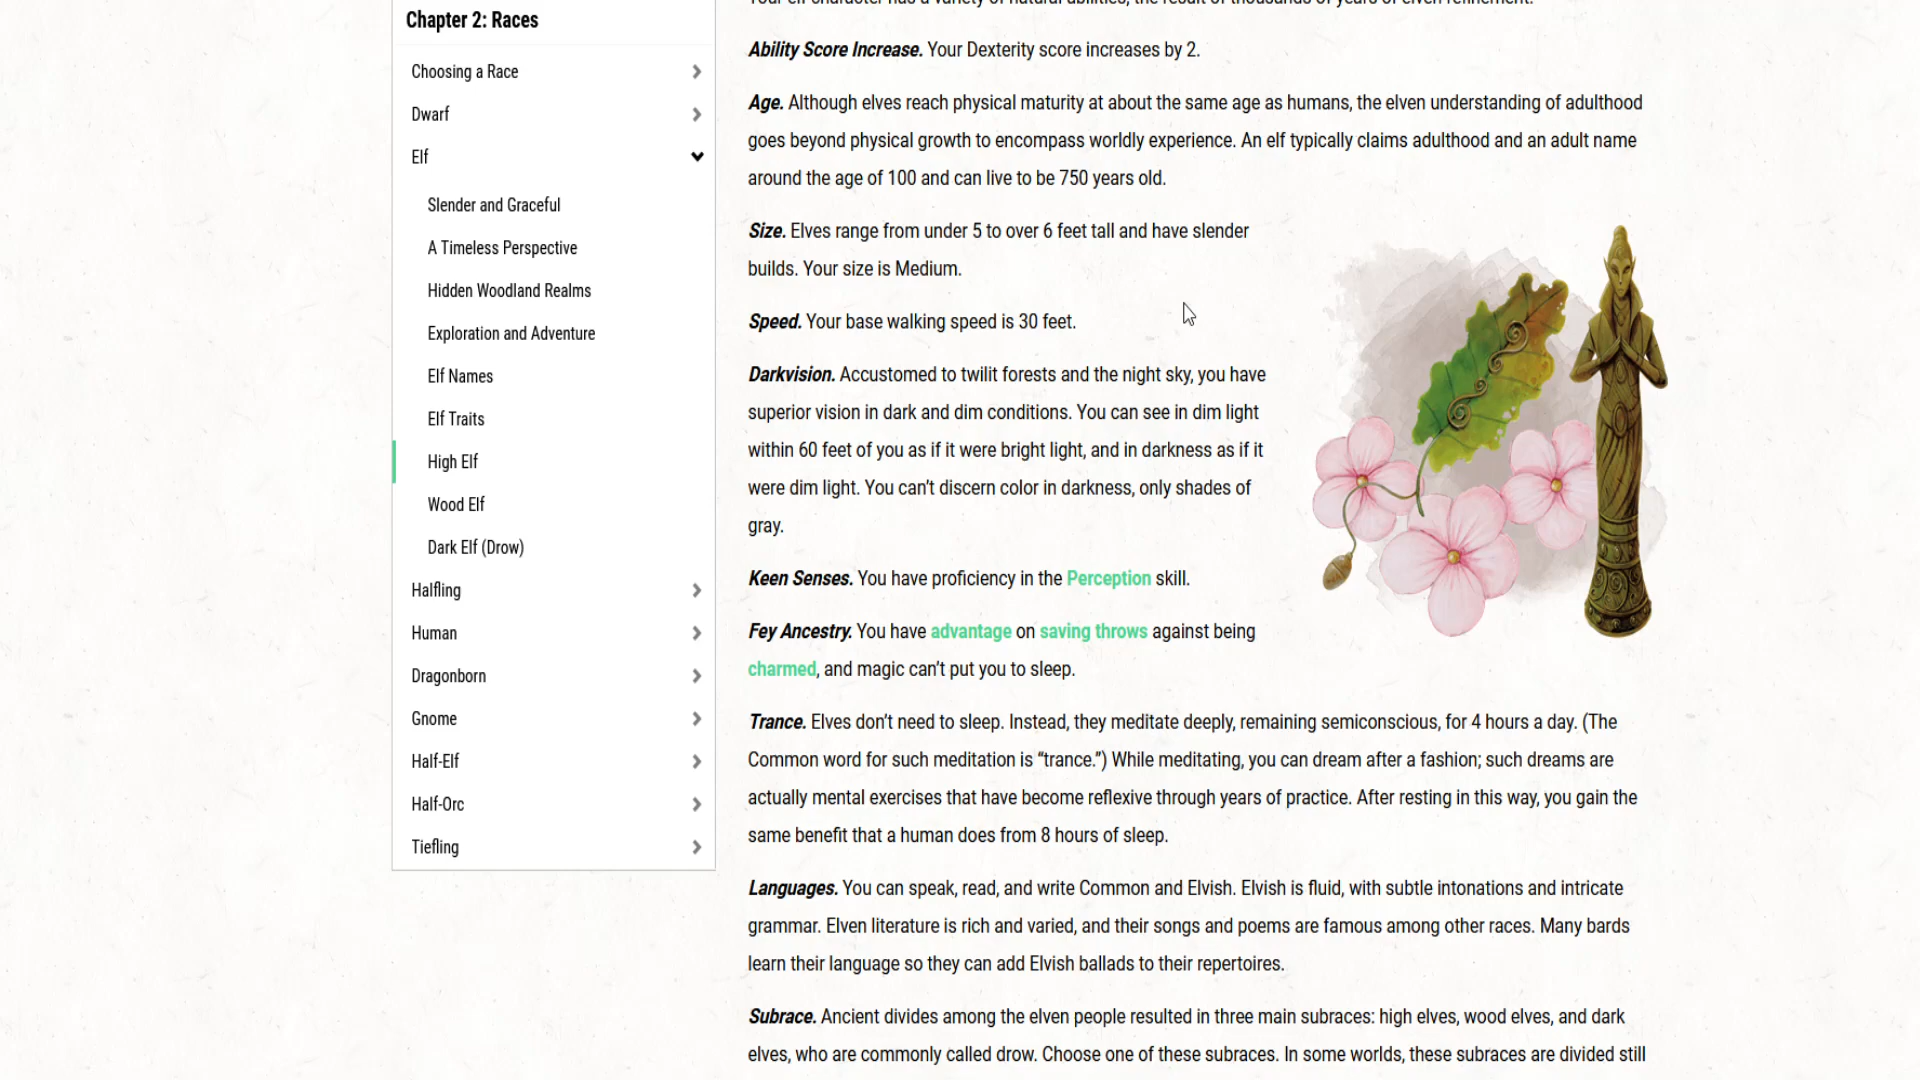 Chapter 2: Races
Choosing a Race
Dwarf
Elf
Slender and Graceful
A Timeless Perspective
Hidden Woodland Realms
Exploration and Adventure
Elf Names
Elf Traits
High Elf
Wood Elf
Dark Elf (Drow)
Halfling
Human
Dragonborn
Gnome
Half-Elf
Half-Orc
Tiefling
Your elf character has a variety of natural abilities, the result of thousands of years of elven refinement.
Ability Score Increase. Your Dexterity score increases by 2.
Age. Although elves reach physical maturity at about the same age as humans, the elven understanding of adulthood
goes beyond physical growth to encompass worldly experience. An elf typically claims adulthood and an adult name
around the age of 100 and can live to be 750 years old.
Size. Elves range from under 5 to over 6 feet tall and have slender
builds. Your size is Medium.
Speed. Your base walking speed is 30 feet.
Darkvision. Accustomed to twilit forests and the night sky, you have
superior vision in dark and dim conditions. You can see in dim light
within 60 feet of you as if it were bright light, and in darkness as if it
were dim light. You can’t discern color in darkness, only shades of
gray.
Keen Senses. You have proficiency in the Perception skill.
Fey Ancestry. You have advantage on saving throws against being
charmed, and magic can’t put you to sleep.
Trance. Elves don’t need to sleep. Instead, they meditate deeply, remaining semiconscious, for 4 hours a day. (The
Common word for such meditation is “trance.”) While meditating, you can dream after a fashion; such dreams are
actually mental exercises that have become reflexive through years of practice. After resting in this way, you gain the
same benefit that a human does from 8 hours of sleep.
Languages. You can speak, read, and write Common and Elvish. Elvish is fluid, with subtle intonations and intricate
grammar. Elven literature is rich and varied, and their songs and poems are famous among other races. Many bards
learn their language so they can add Elvish ballads to their repertoires.
Subrace. Ancient divides among the elven people resulted in three main subraces: high elves, wood elves, and dark
elves, who are commonly called drow. Choose one of these subraces. In some worlds, these subraces are divided still